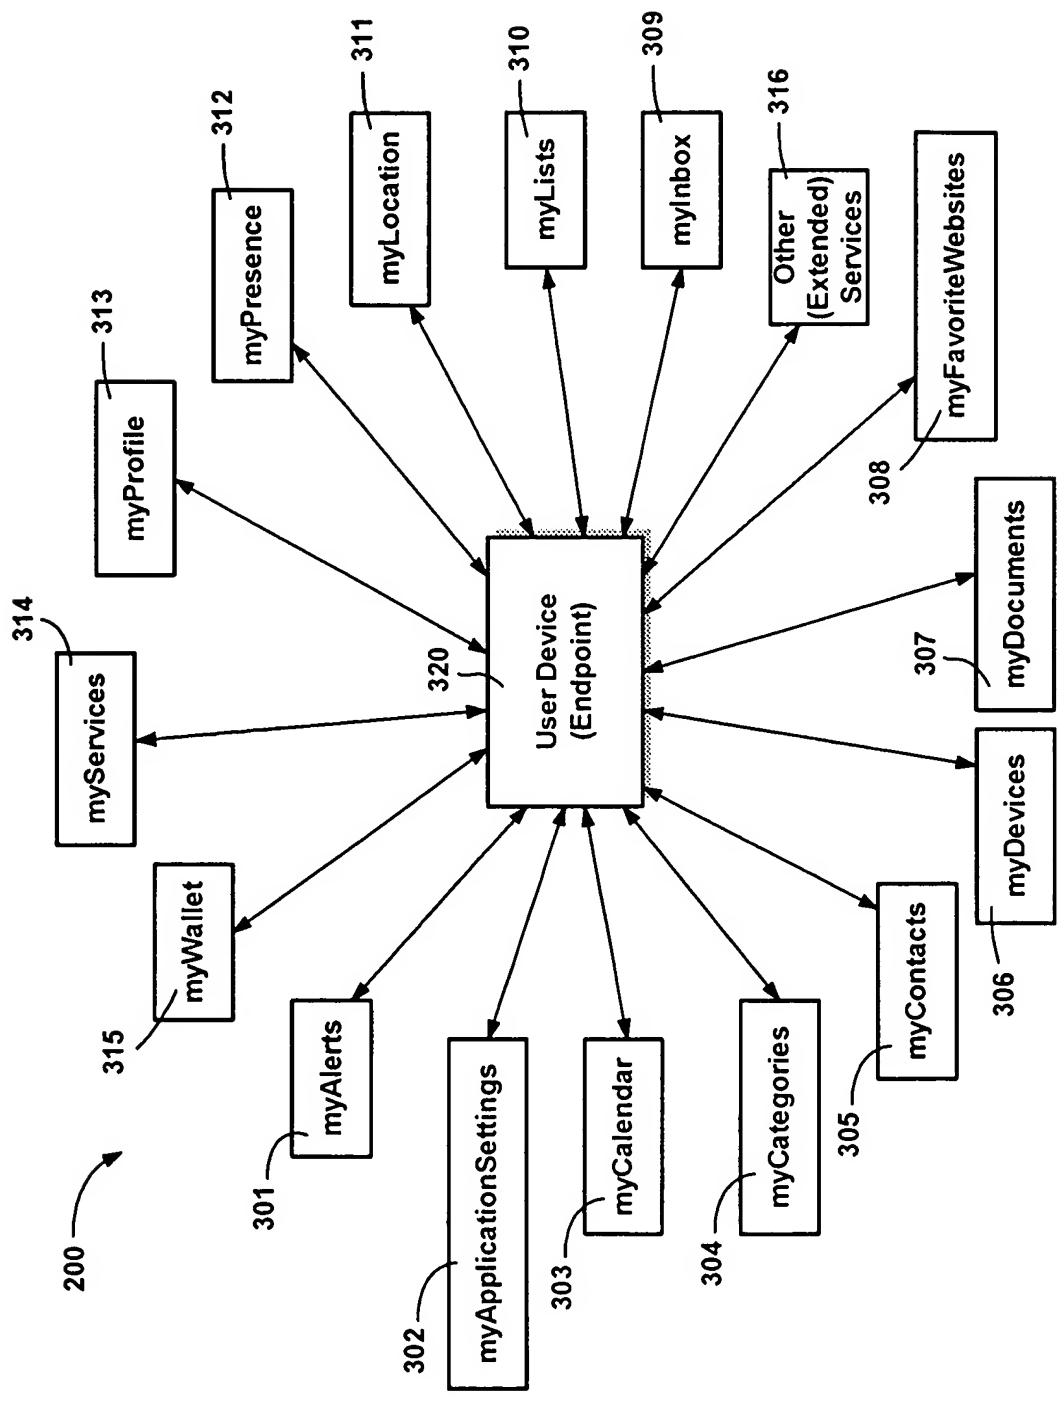 200
314
myServices
315
myWallet
313
myProfile
301
myAlerts
312
myPresence
302
myApplicationSettings
311
myLocation
320
User Device
(Endpoint)
310
myLists
303
myCalendar
309
myInbox
304
myCategories
316
Other
(Extended)
Services
305
myContacts
308
myFavoriteWebsites
306
myDevices
307
myDocuments